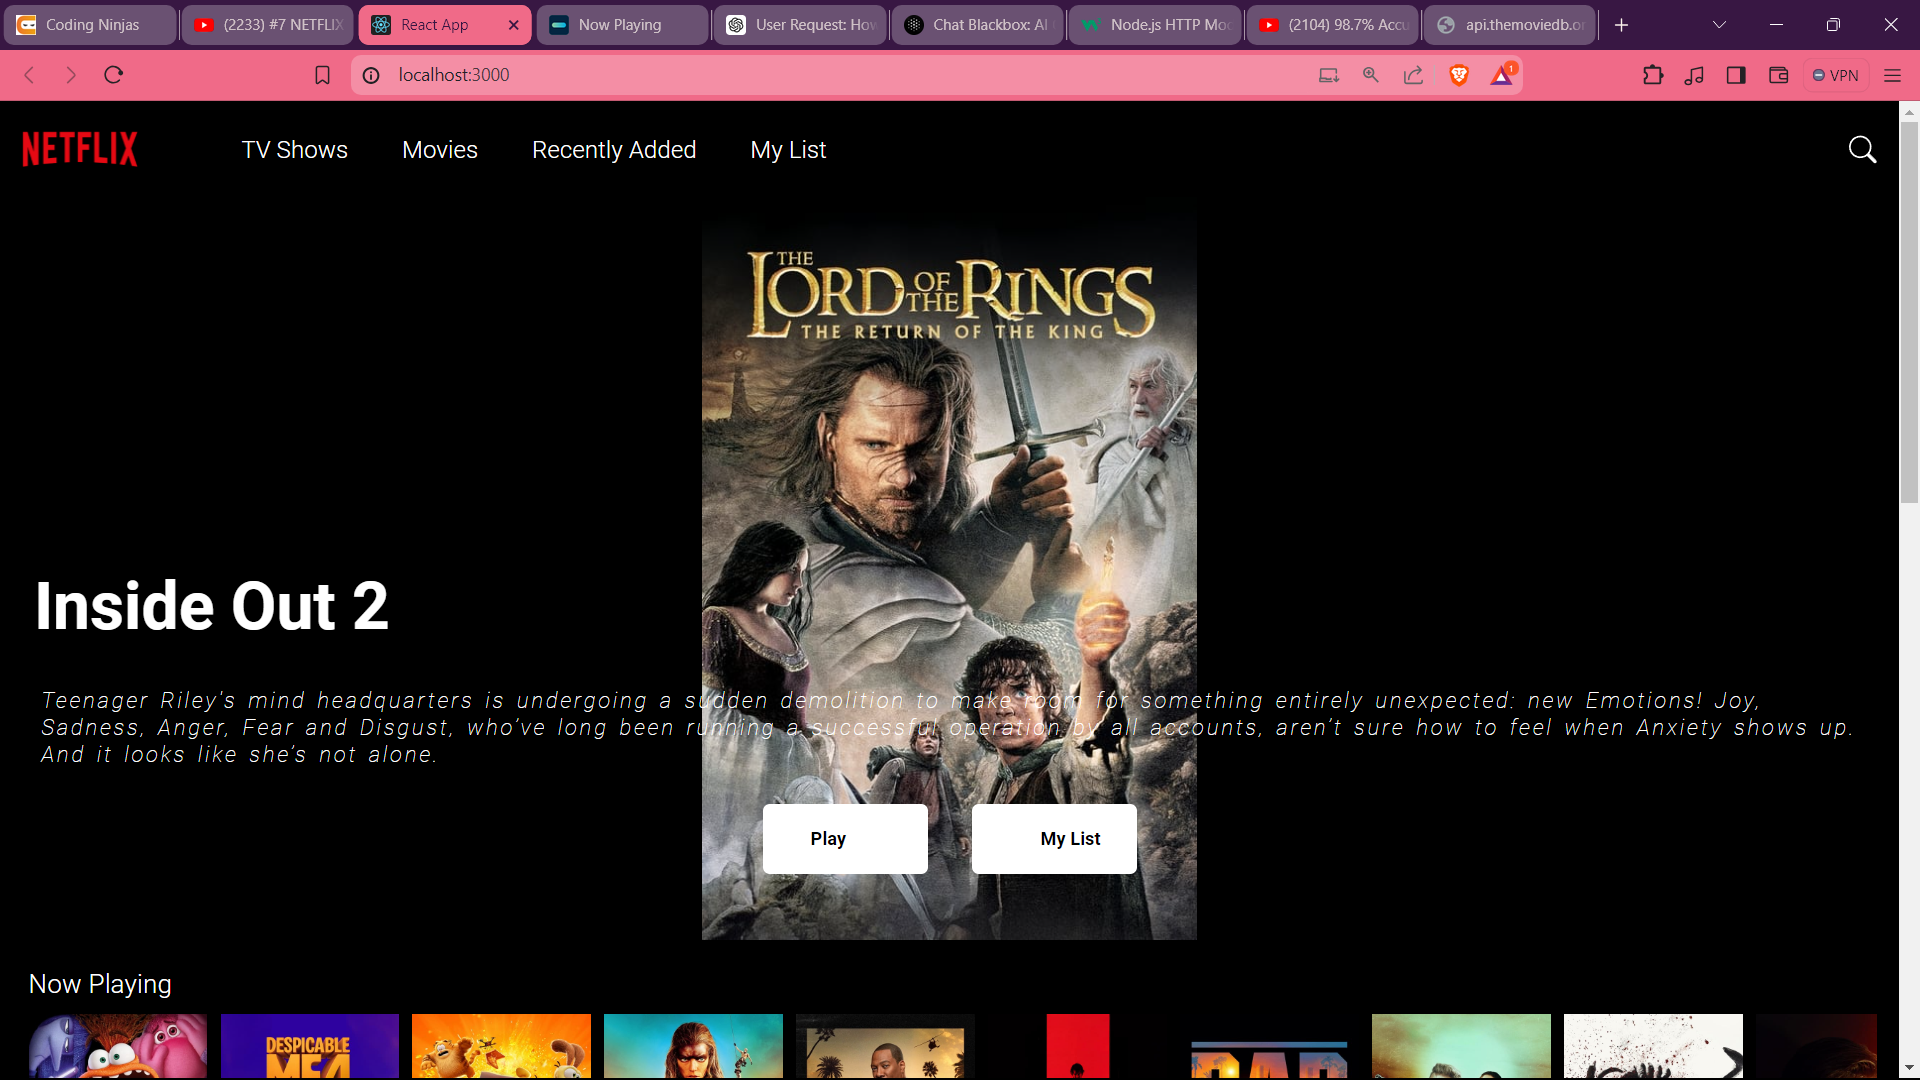 Coding Ninjas
(2233) #7 NETFLIX
React App
Now Playing
User Request: How
Chat Blackbox: AI
Node.js HTTP Mod
(2104) 98.7% Accu
api.themoviedb.or
localhost:3000
1
VPN
NETFLIX
TV Shows
Movies
Recently Added
My List
THE
LORD OF THE RINGS
THE RETURN OF THE KING
Inside Out 2
Teenager Riley's mind headquarters is undergoing a sudden demolition to make room for something entirely unexpected: new Emotions! Joy,
Sadness, Anger, Fear and Disgust, who’ve long been running a successful operation by all accounts, aren’t sure how to feel when Anxiety shows up.
And it looks like she’s not alone.
Play
My List
Now Playing
DESPICABLE
ME 4
BAD